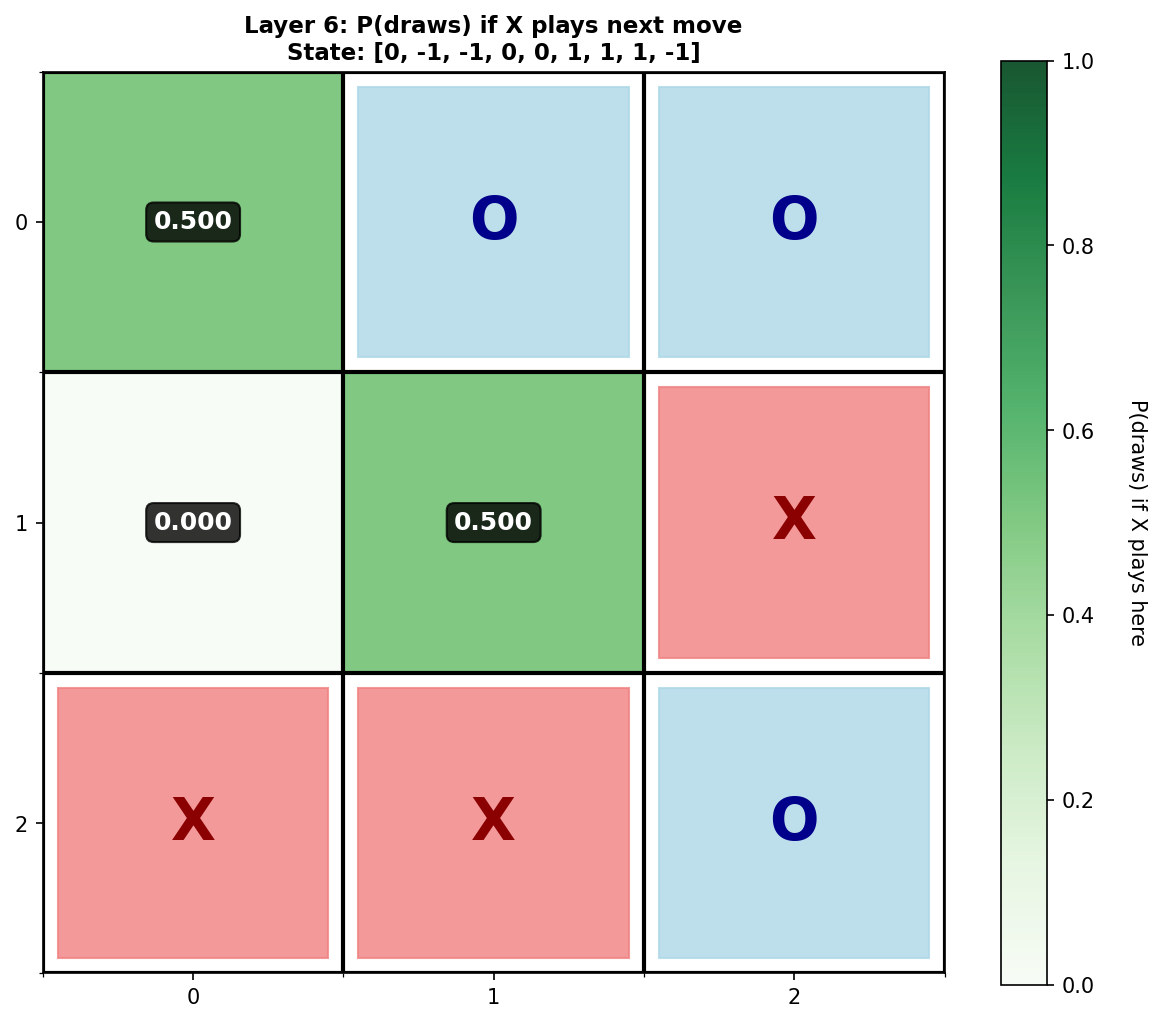 Layer 6: P(draws) if X plays next move
State: [0, -1, -1, 0, 0, 1, 1, 1, -1]
0
0.500
O
O
1
0.000
0.500
X
2
X
X
O
0
1
2
1.0
0.8
0.6
0.4
0.2
0.0
P(draws) if X plays here